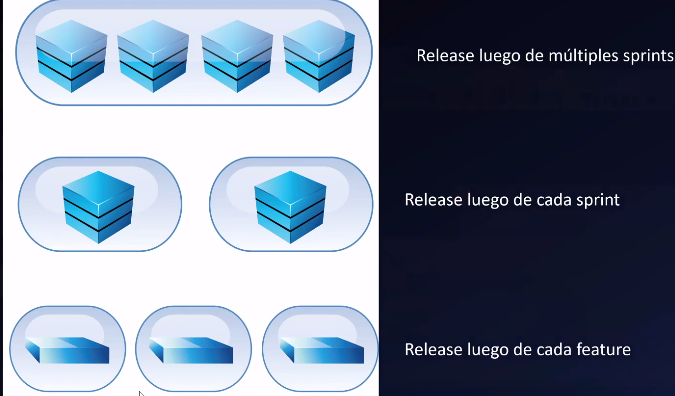 Release luego de múltiples sprints
Release luego de cada sprint
Release luego de cada feature